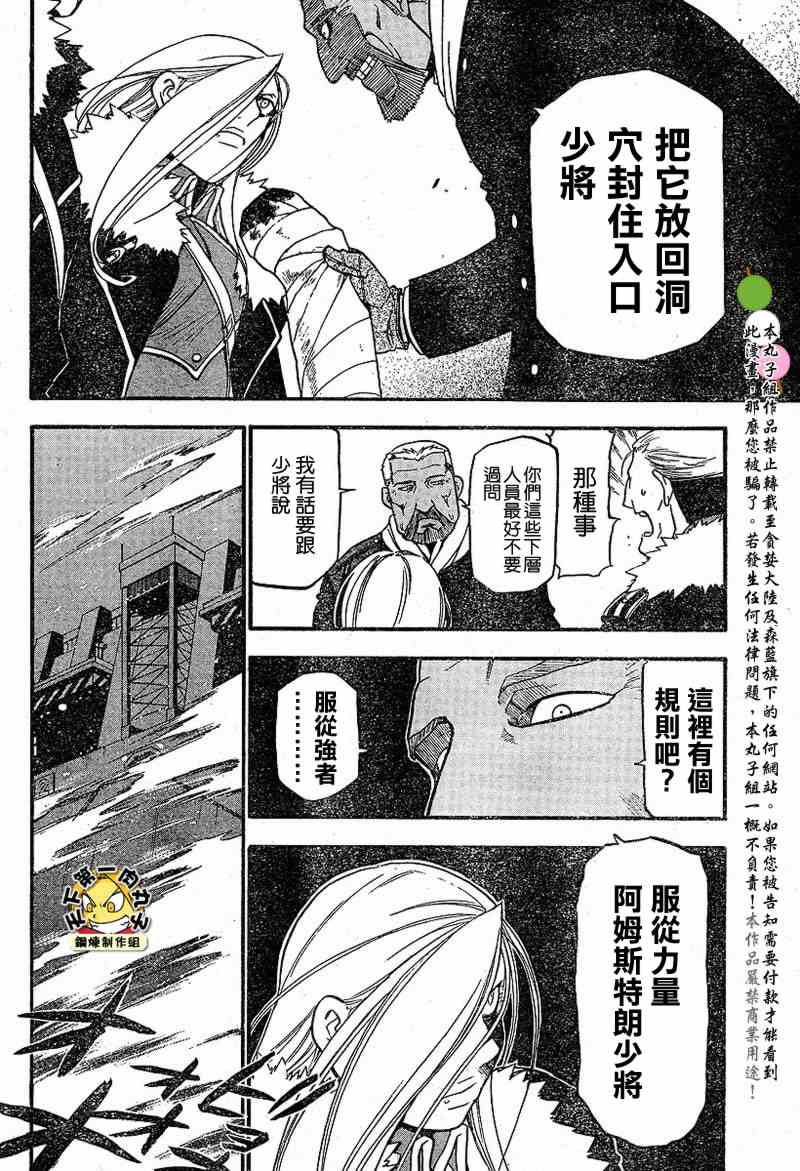 把它放回洞
穴封住入口
少將
那種事
你們這些下層
人員最好不要
過問
我有話要跟
少將說
這裡有個
規則吧?
服從強者
…………
服從力量
阿姆斯特朗少將
天下第一肉丸子
鋼煉制作組
本丸子組作品禁止轉載至貪婪大陸及森藍旗下的任何網站。如果您被告知需要付款才能看到
此漫畫,那麼您被騙了。若發生任何法律問題,本丸子組一概不負責!本作品嚴禁商業用途!